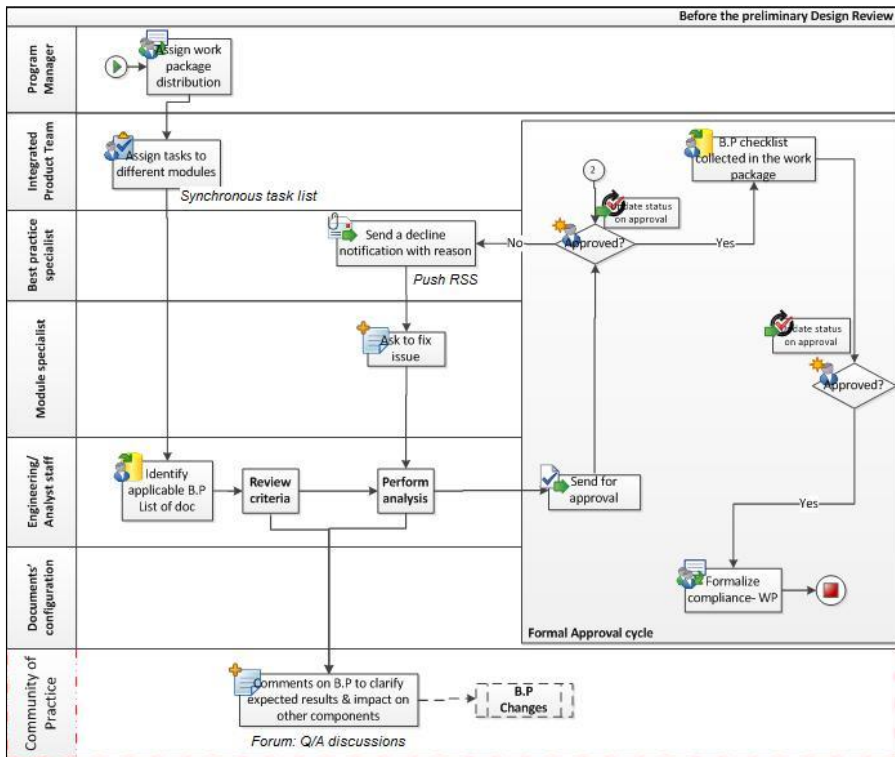 Before the preliminary Design Review
Program
Manager
Assign work
package
distribution
Integrated
Product Team
Assign tasks to
different modules
Synchronous task list
2
Update status
on approval
B.P checklist
collected in the work
package
Best practice
specialist
Send a decline
notification with reason
No
Approved?
Yes
Push RSS
Module specialist
Ask to fix
issue
Update status
on approval
Approved?
Engineering/
Analyst staff
Identify
applicable B.P
List of doc
Review
criteria
Perform
analysis
Send for
approval
Yes
Documents'
configuration
Formalize
compliance- WP
Formal Approval cycle
Community of
Practice
Comments on B.P to clarify
expected results & impact on
other components
B.P
Changes
Forum: Q/A discussions